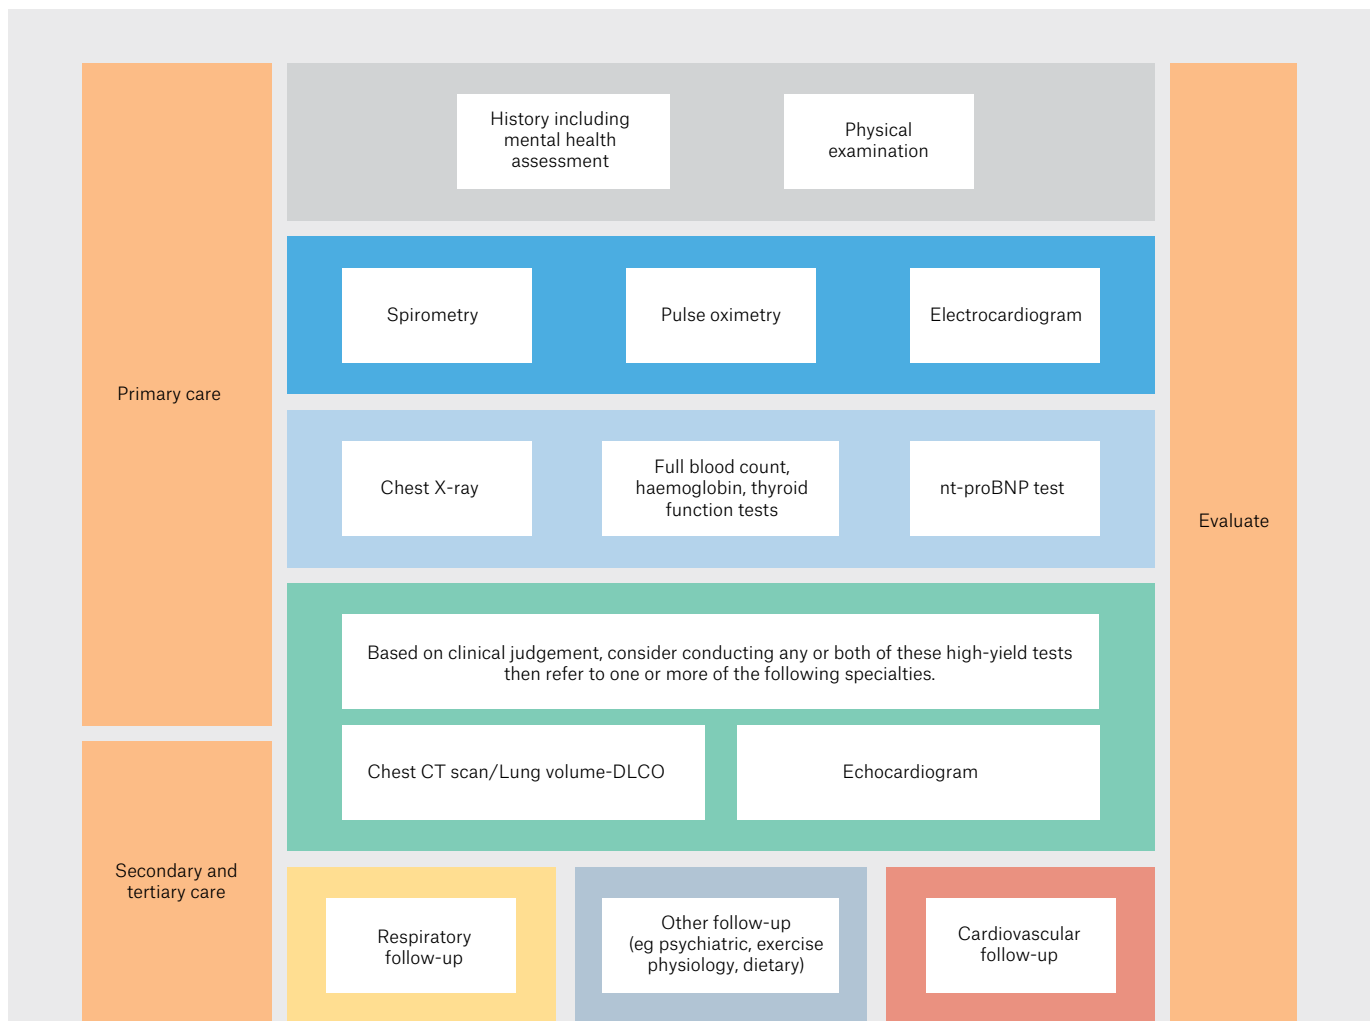 History including
mental health
assessment
Physical
examination
Spirometry
Pulse oximetry
Electrocardiogram
Primary care
Chest X-ray
Full blood count,
haemoglobin, thyroid
function tests
nt-proBNP test
Evaluate
Based on clinical judgement, consider conducting any or both of these high-yield tests
then refer to one or more of the following specialties.
Chest CT scan/Lung volume-DLCO
Echocardiogram
Secondary and
tertiary care
Respiratory
follow-up
Other follow-up
(eg psychiatric, exercise
physiology, dietary)
Cardiovascular
follow-up